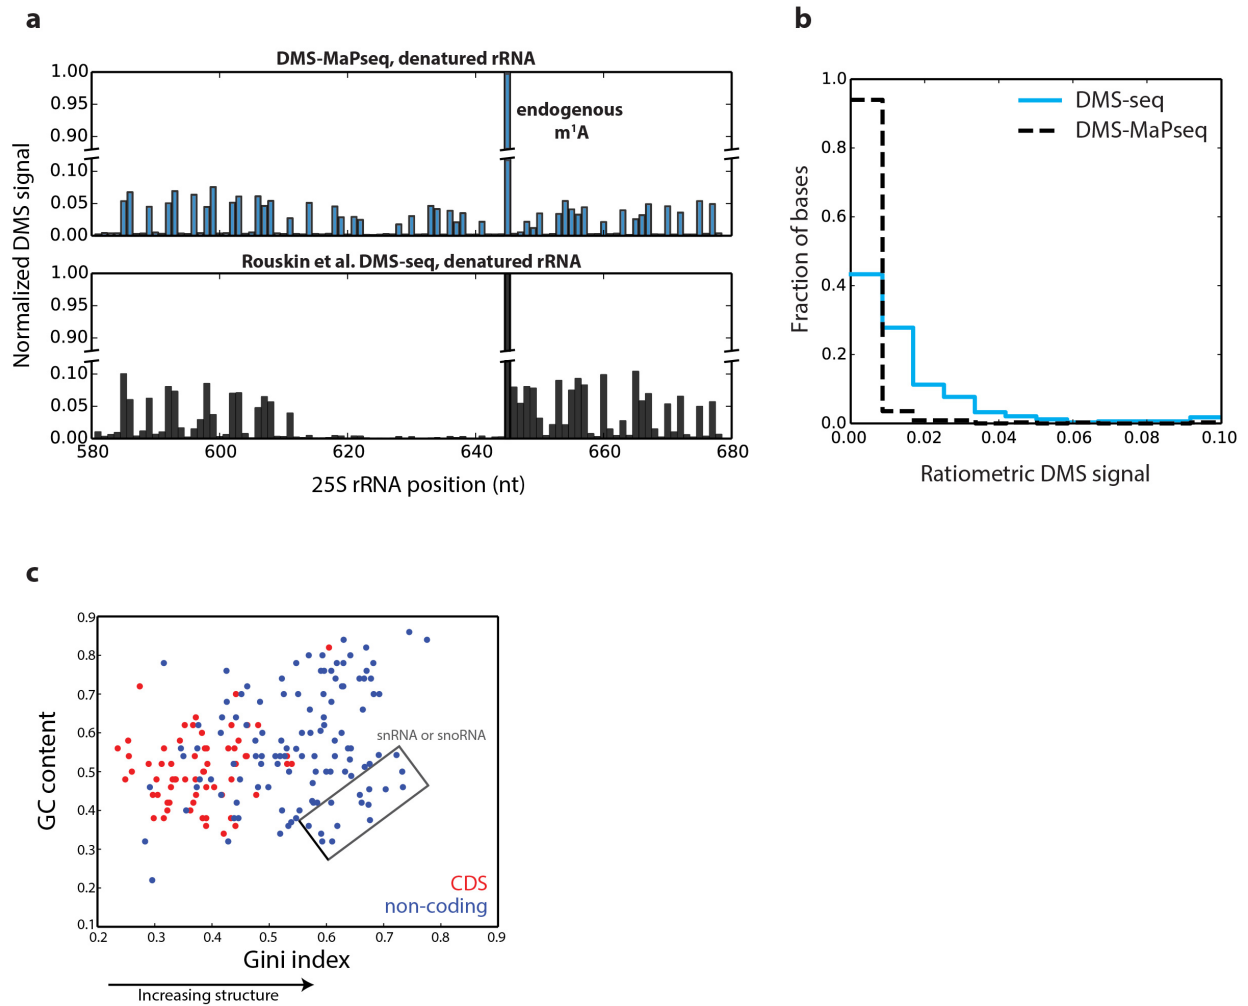 a
DMS-MaPseq, denatured rRNA
1.00
0.95
0.90
0.10
0.05
0.00
endogenous
m¹A
Normalized DMS signal
Rouskin et al. DMS-seq, denatured rRNA
1.00
0.95
0.90
0.10
0.05
0.00
580 600 620 640 660 680
25S rRNA position (nt)
b
1.0
0.8
0.6
0.4
0.2
0.0
Fraction of bases
DMS-seq
DMS-MaPseq
0.00 0.02 0.04 0.06 0.08 0.10
Ratiometric DMS signal
c
0.9
0.8
0.7
0.6
0.5
0.4
0.3
0.2
0.1
GC content
snRNA or snoRNA
CDS
non-coding
0.2 0.3 0.4 0.5 0.6 0.7 0.8 0.9
Gini index
Increasing structure